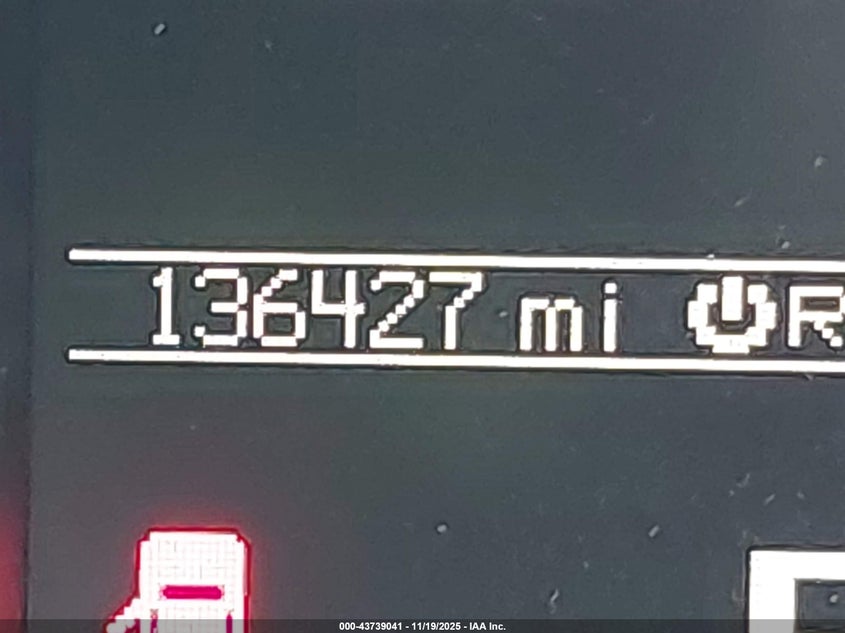 136427 mi ⏻R
000-43739041 - 11/19/2025 - IAA Inc.